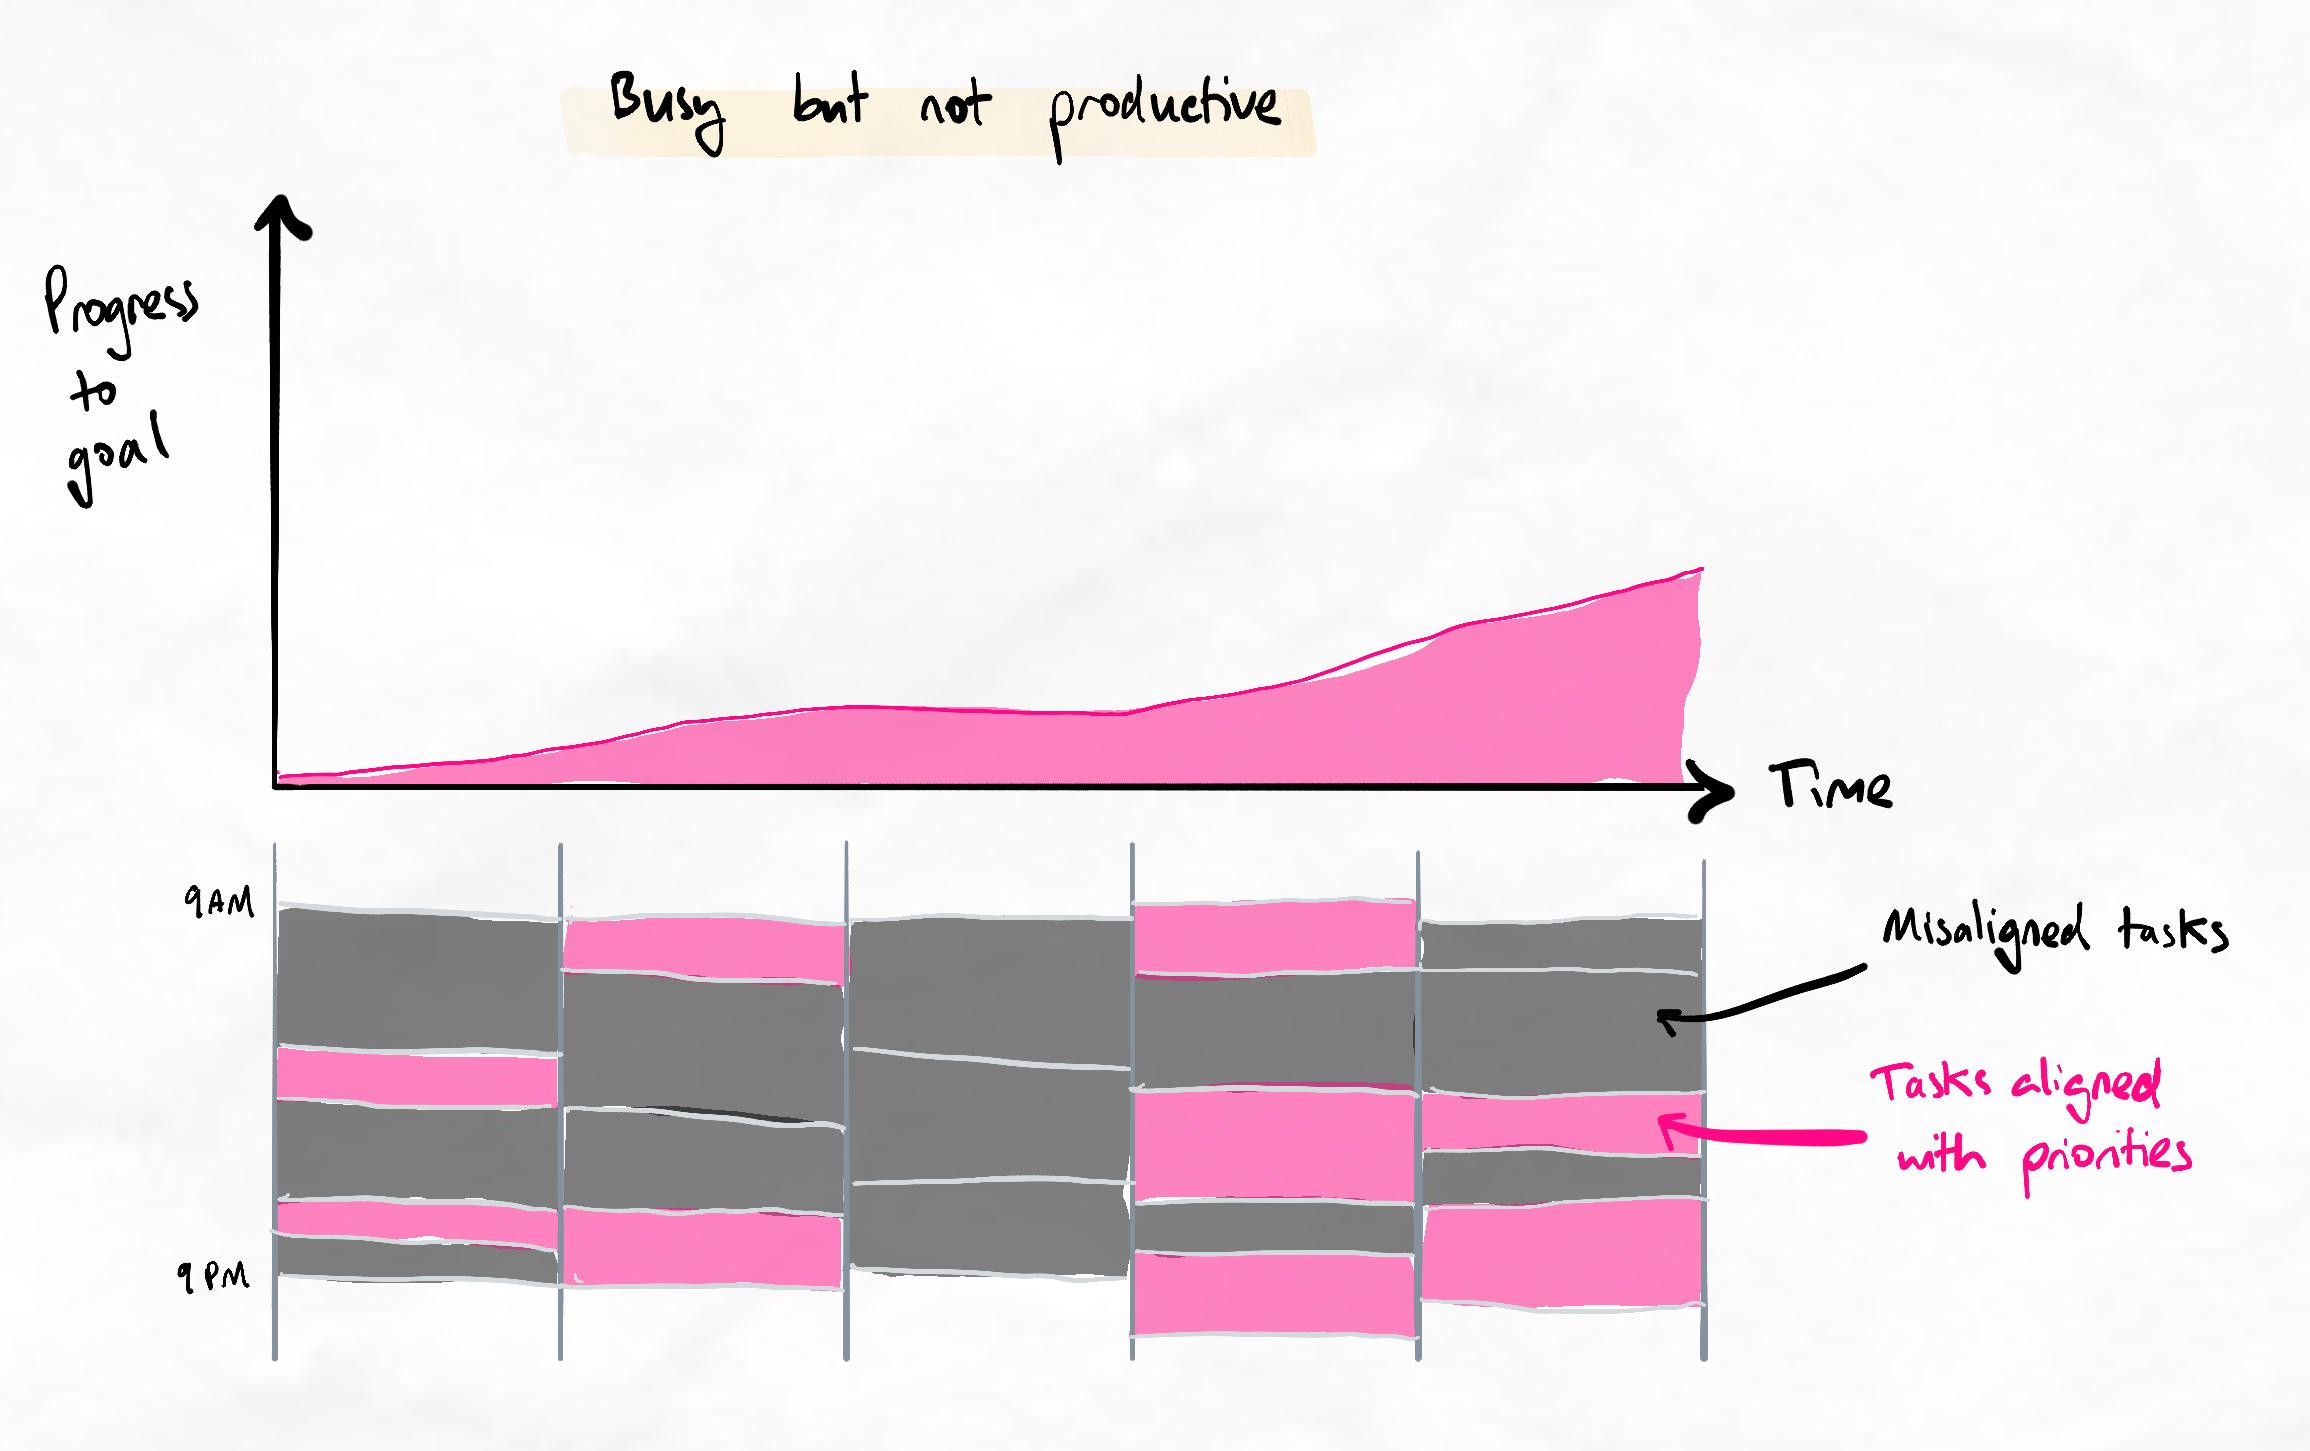 Busy but not productive
Progress
to
goal
Time
9AM
Misaligned tasks
Tasks aligned
with priorities
9PM